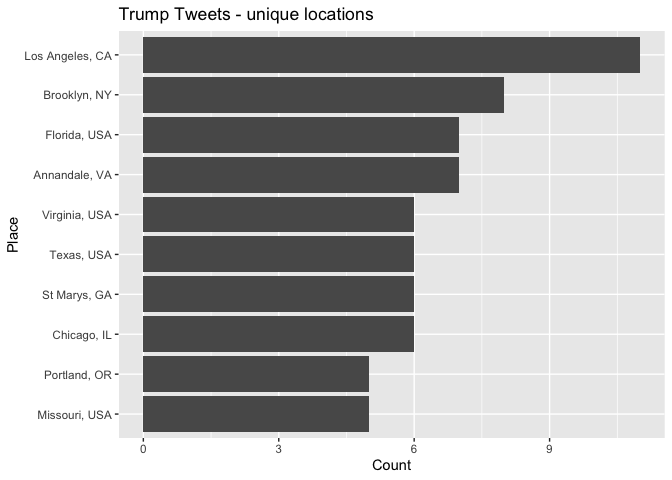 Trump Tweets - unique locations
Place
Los Angeles, CA
Brooklyn, NY
Florida, USA
Annandale, VA
Virginia, USA
Texas, USA
St Marys, GA
Chicago, IL
Portland, OR
Missouri, USA
0 3 6 9
Count